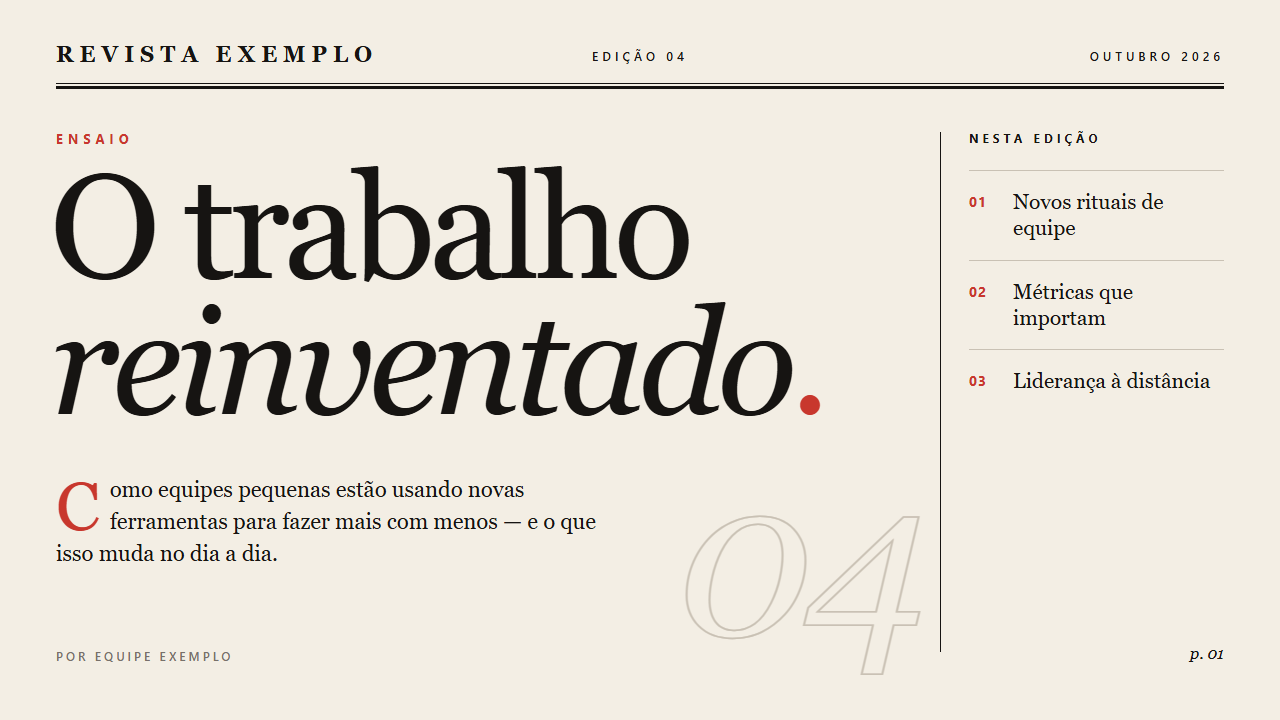 REVISTA EXEMPLO
EDIÇÃO 04
OUTUBRO 2026
ENSAIO
O trabalho
reinventado.
Como equipes pequenas estão usando novas
ferramentas para fazer mais com menos — e o que
isso muda no dia a dia.
04
POR EQUIPE EXEMPLO
NESTA EDIÇÃO
01 Novos rituais de
equipe
02 Métricas que
importam
03 Liderança à distância
p. 01